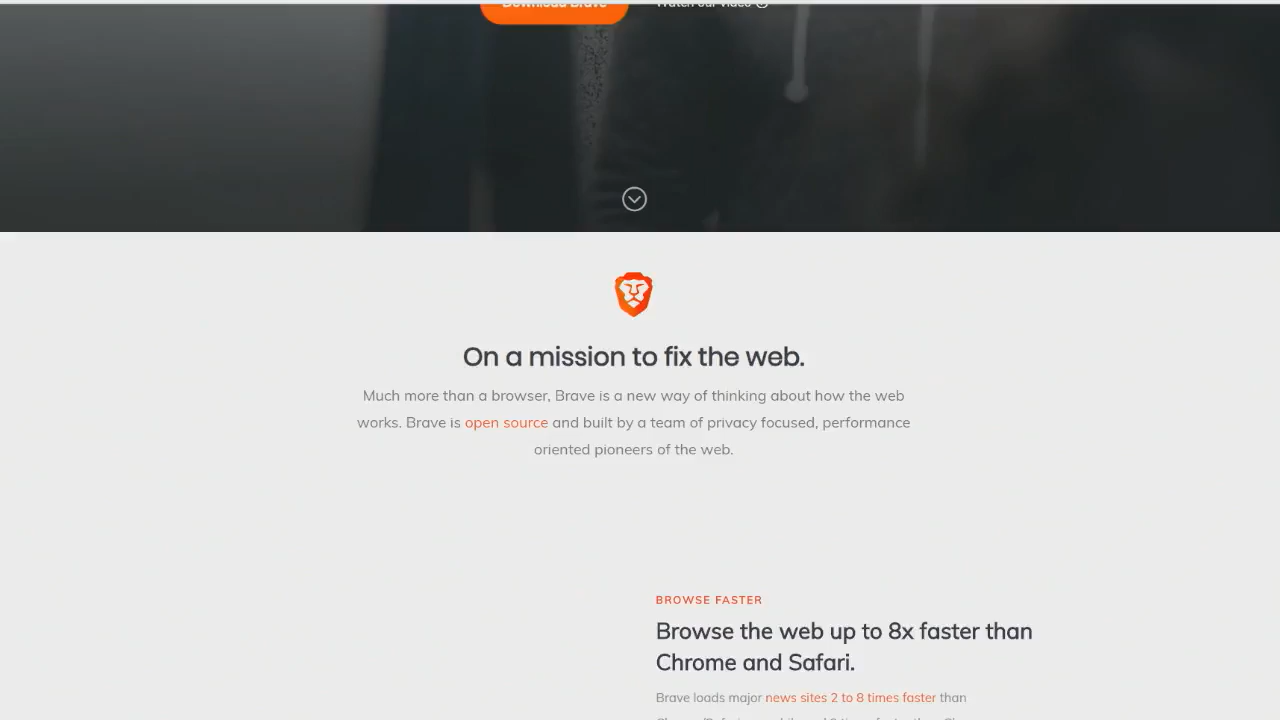 Download Brave
Watch our video
On a mission to fix the web.
Much more than a browser, Brave is a new way of thinking about how the web
works. Brave is open source and built by a team of privacy focused, performance
oriented pioneers of the web.
BROWSE FASTER
Browse the web up to 8x faster than
Chrome and Safari.
Brave loads major news sites 2 to 8 times faster than